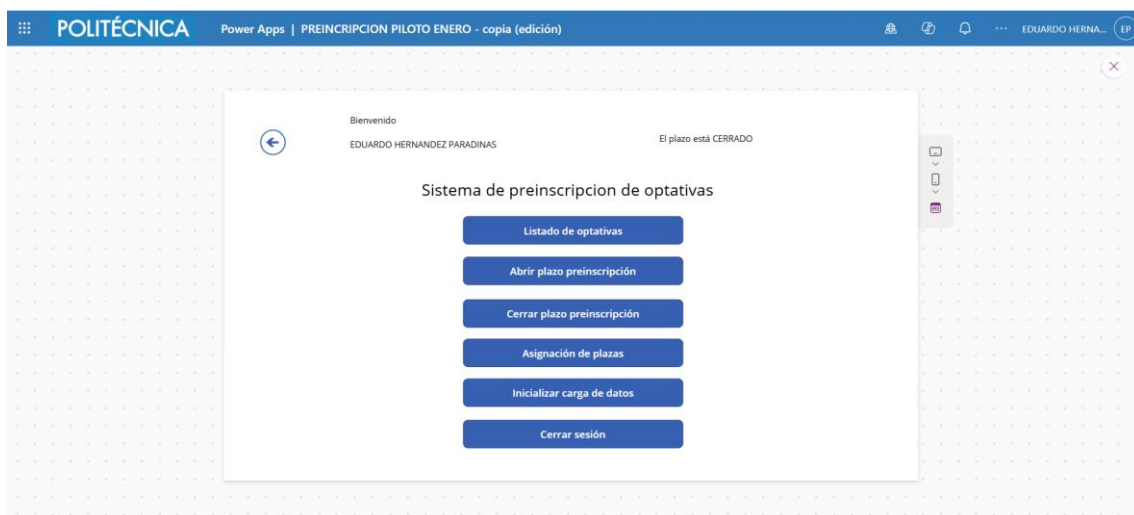 POLITÉCNICA Power Apps | PREINCRIPCION PILOTO ENERO - copia (edición) ... EDUARDO HERNA... EP
Bienvenido
El plazo está CERRADO
EDUARDO HERNANDEZ PARADINAS
Sistema de preinscripcion de optativas
Listado de optativas
Abrir plazo preinscripción
Cerrar plazo preinscripción
Asignación de plazas
Inicializar carga de datos
Cerrar sesión